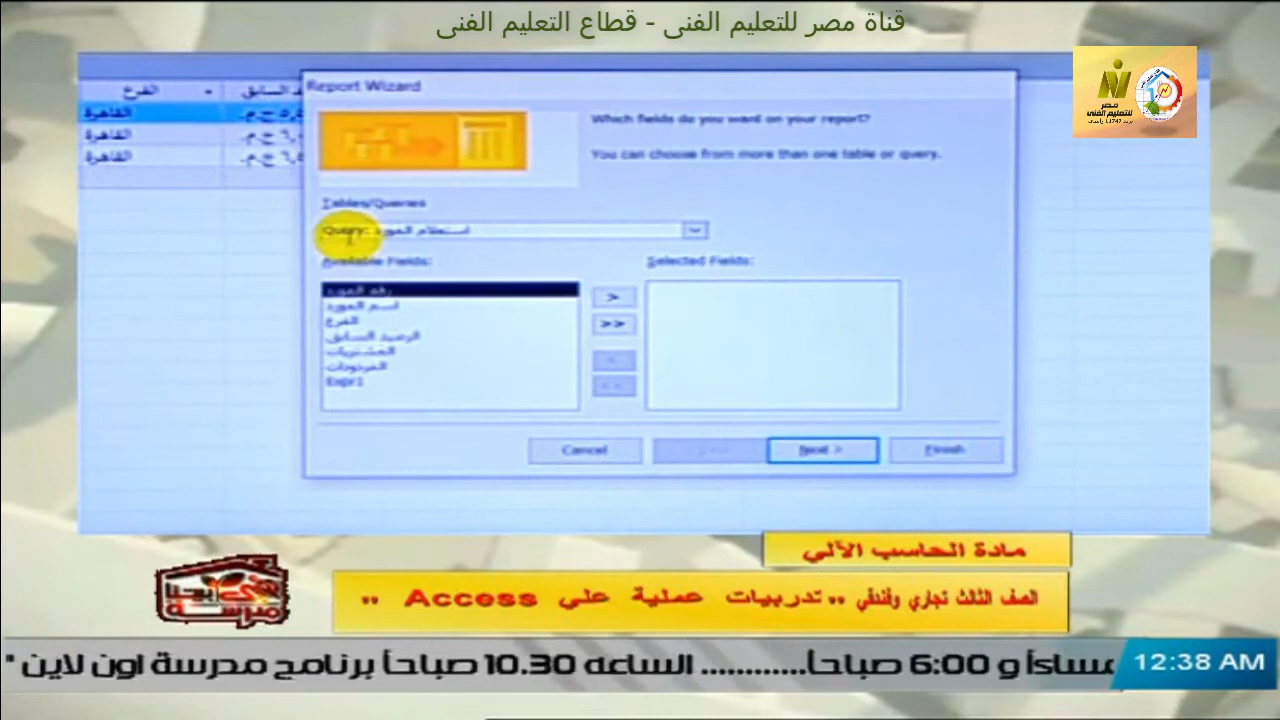 قناة مصر للتعليم الفنى - قطاع التعليم الفنى
مصر
للتعليم الفنى
الفرع
القاهرة
القاهرة
القاهرة
Report Wizard
Which fields do you want on your report?
You can choose from more than one table or query.
Tables/Queries
Query: استعلام المورد
Available Fields:
Selected Fields:
رقم المورد
اسم المورد
الفرع
الرصيد السابق
المشتريات
المردودات
Expr1
>
>>
Cancel
Next >
Finish
مادة الحاسب الآلي
الصف الثالث تجاري وفندقي ,, تدريبات عملية علي Access ,,
مساءاً و 6:00 صباحاً............ الساعه 10.30 صباحاً برنامج مدرسة اون لاين "
12:38 AM